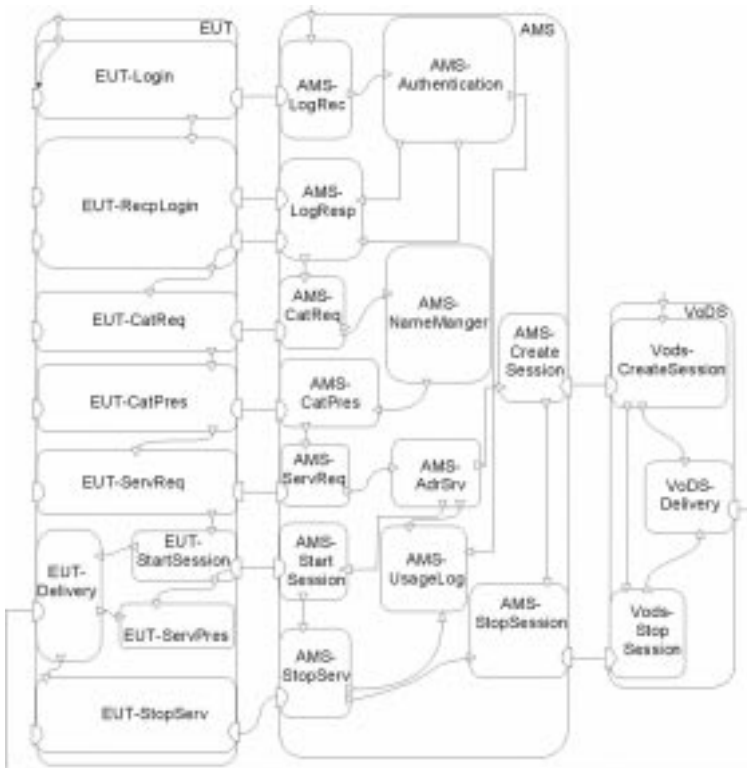 EUT
EUT-Login
EUT-RecpLogin
EUT-CatReq
EUT-CatPres
EUT-ServReq
EUT-
StartSession
EUT-
Delivery
EUT-ServPres
EUT-StopServ
AMS
AMS-
LogRec
AMS-
Authentication
AMS-
LogResp
AMS-
CatReq
AMS-
NameManger
AMS-
Create
Session
AMS-
CatPres
AMS-
ServReq
AMS-
AdrSrv
AMS-
Start
Session
AMS-
UsageLog
AMS-
StopSession
AMS-
StopServ
VoDS
Vods-
CreateSession
VoDS-
Delivery
Vods-
Stop
Session